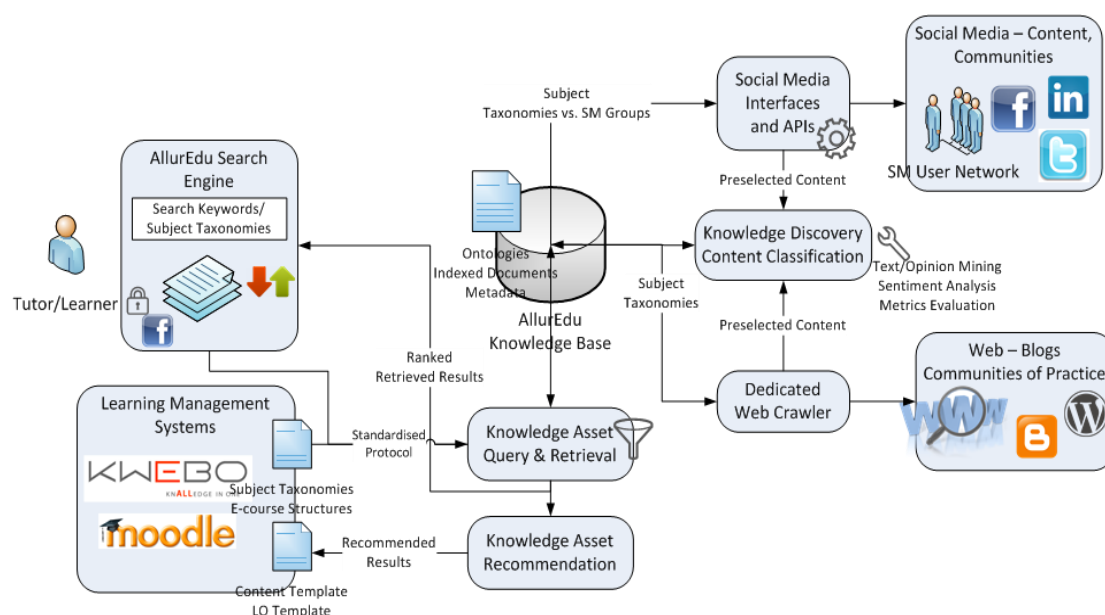 Social Media – Content,
Communities
in
f
t
SM User Network
Subject
Taxonomies vs. SM Groups
Social Media
Interfaces
and APIs
AllurEdu Search
Engine
Search Keywords/
Subject Taxonomies
f
Tutor/Learner
Preselected Content
Knowledge Discovery
Content Classification
Text/Opinion Mining
Sentiment Analysis
Metrics Evaluation
Ontologies
Indexed Documents
Metadata
AllurEdu
Knowledge Base
Subject
Taxonomies
Preselected Content
Dedicated
Web Crawler
Web – Blogs
Communities of Practice
WWW
B
W
Ranked
Retrieved Results
Learning Management
Systems
KWEBO
KNALLEDGE IN ONE
moodle
Standardised
Protocol
Subject Taxonomies
E-course Structures
Knowledge Asset
Query & Retrieval
Recommended
Results
Knowledge Asset
Recommendation
Content Template
LO Template